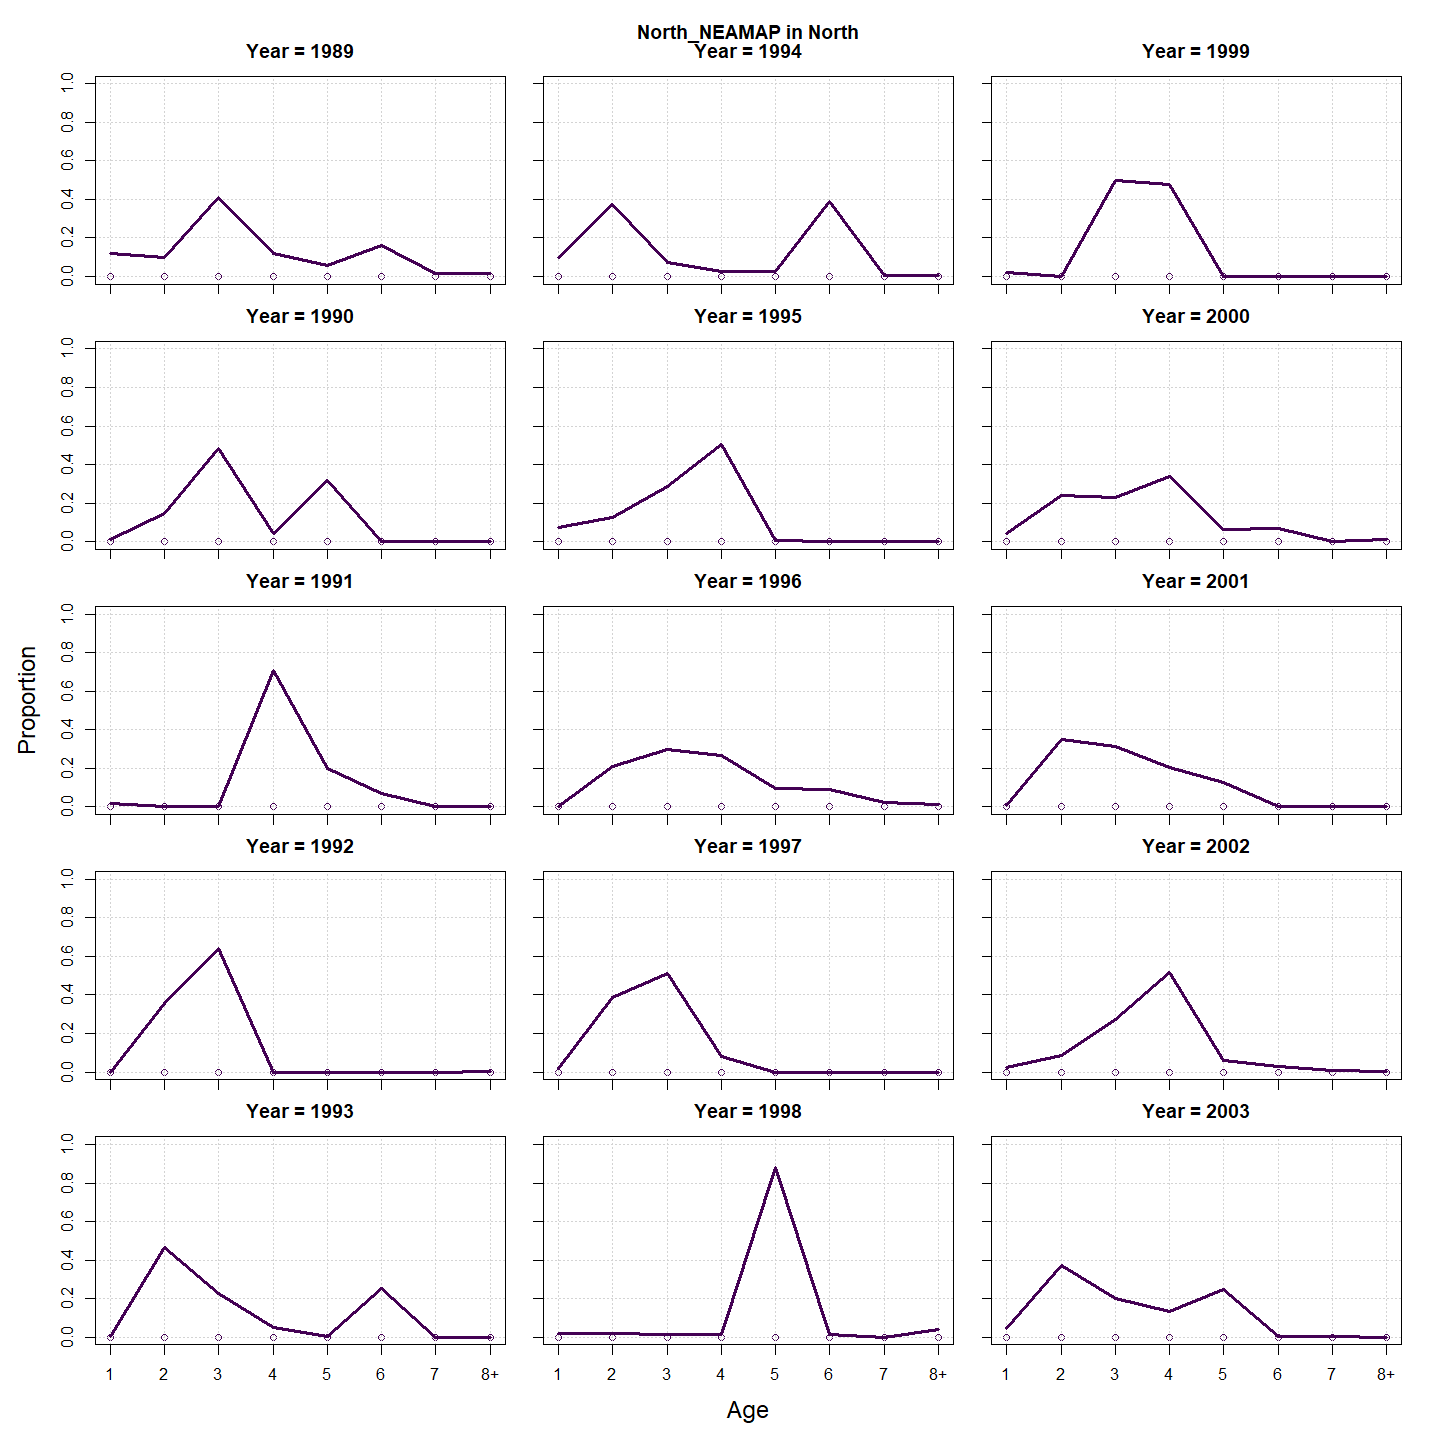 North_NEAMAP in North
Year = 1989
Year = 1994
Year = 1999
1.0
0.8
0.6
0.4
0.2
0.0
Year = 1990
Year = 1995
Year = 2000
1.0
0.8
0.6
0.4
0.2
0.0
Year = 1991
Year = 1996
Year = 2001
1.0
0.8
0.6
0.4
0.2
0.0
Proportion
Year = 1992
Year = 1997
Year = 2002
1.0
0.8
0.6
0.4
0.2
0.0
Year = 1993
Year = 1998
Year = 2003
1.0
0.8
0.6
0.4
0.2
0.0
1 2 3 4 5 6 7 8+
1 2 3 4 5 6 7 8+
1 2 3 4 5 6 7 8+
Age